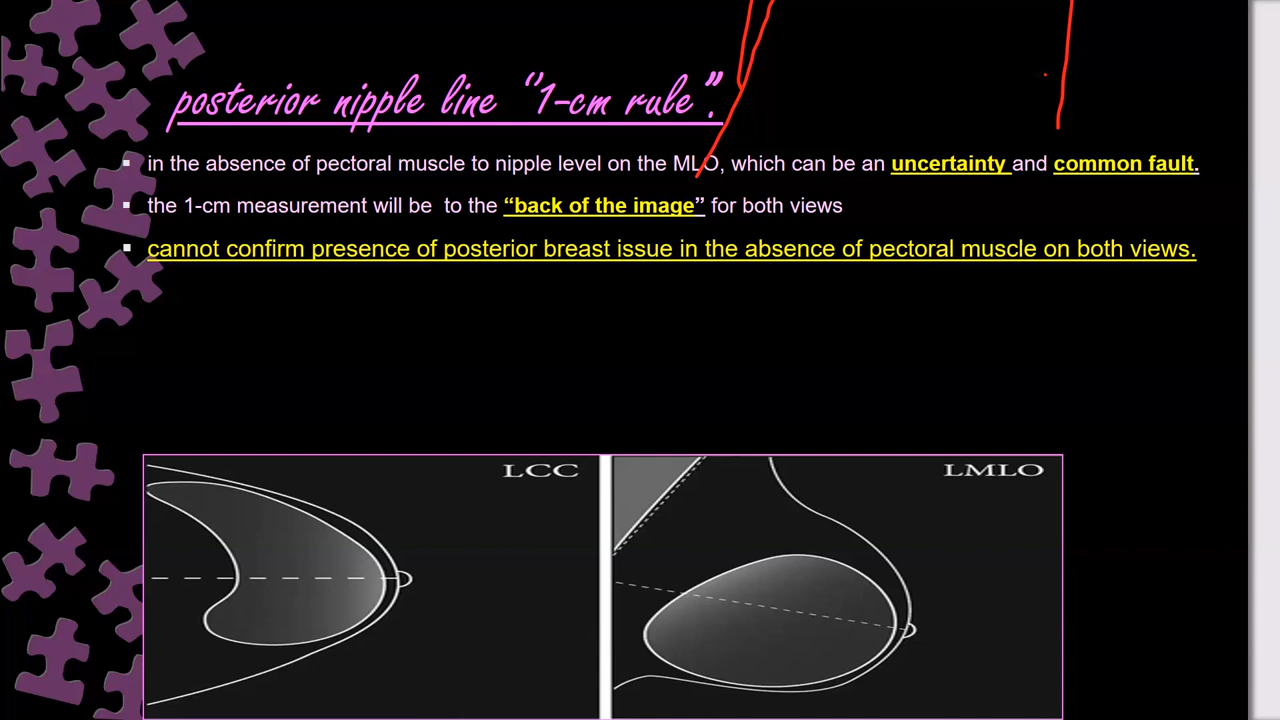 posterior nipple line “1-cm rule”.
▪ in the absence of pectoral muscle to nipple level on the MLO, which can be an uncertainty and common fault.
▪ the 1-cm measurement will be to the “back of the image” for both views
▪ cannot confirm presence of posterior breast issue in the absence of pectoral muscle on both views.
LCC
LMLO